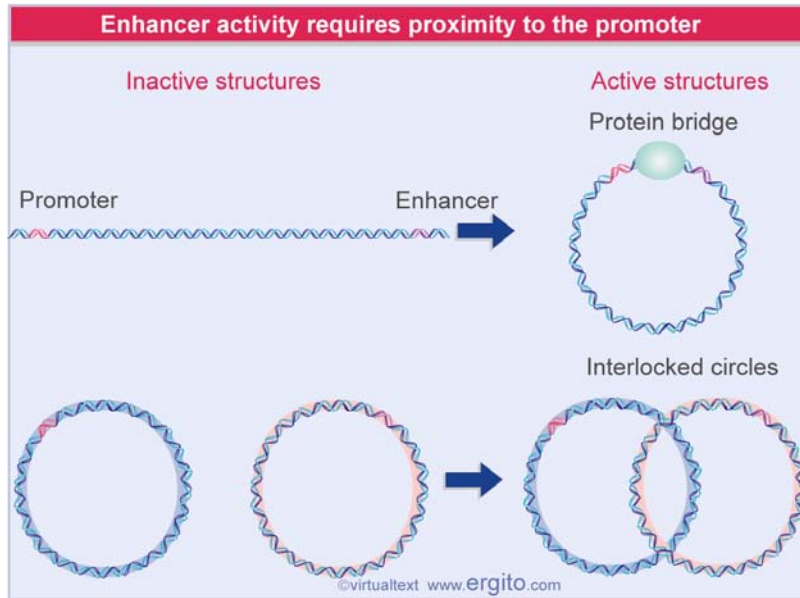 Enhancer activity requires proximity to the promoter
Inactive structures
Active structures
Protein bridge
Promoter
Enhancer
Interlocked circles
©virtualtext www.ergito.com